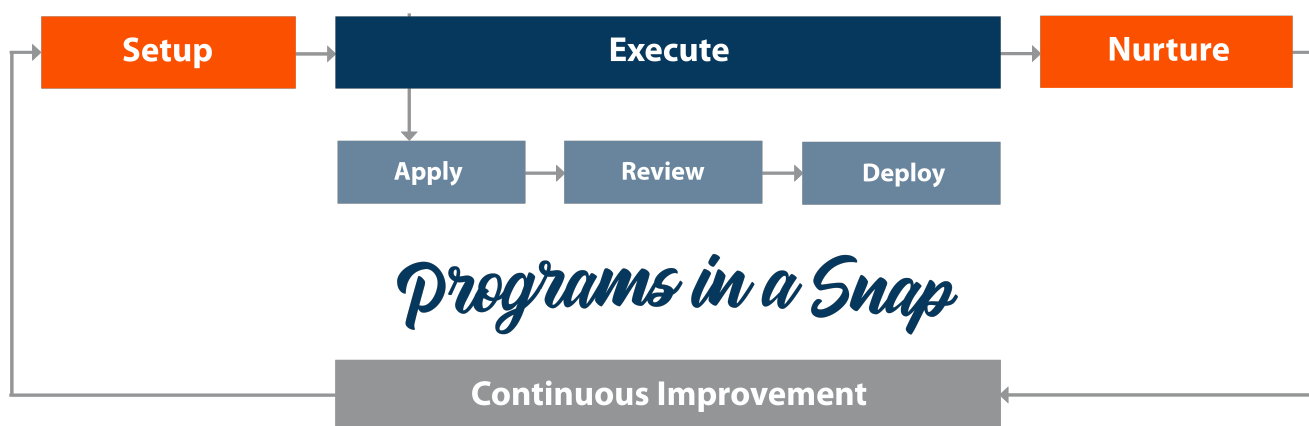 Setup
Execute
Nurture
Apply
Review
Deploy
Programs in a Snap
Continuous Improvement